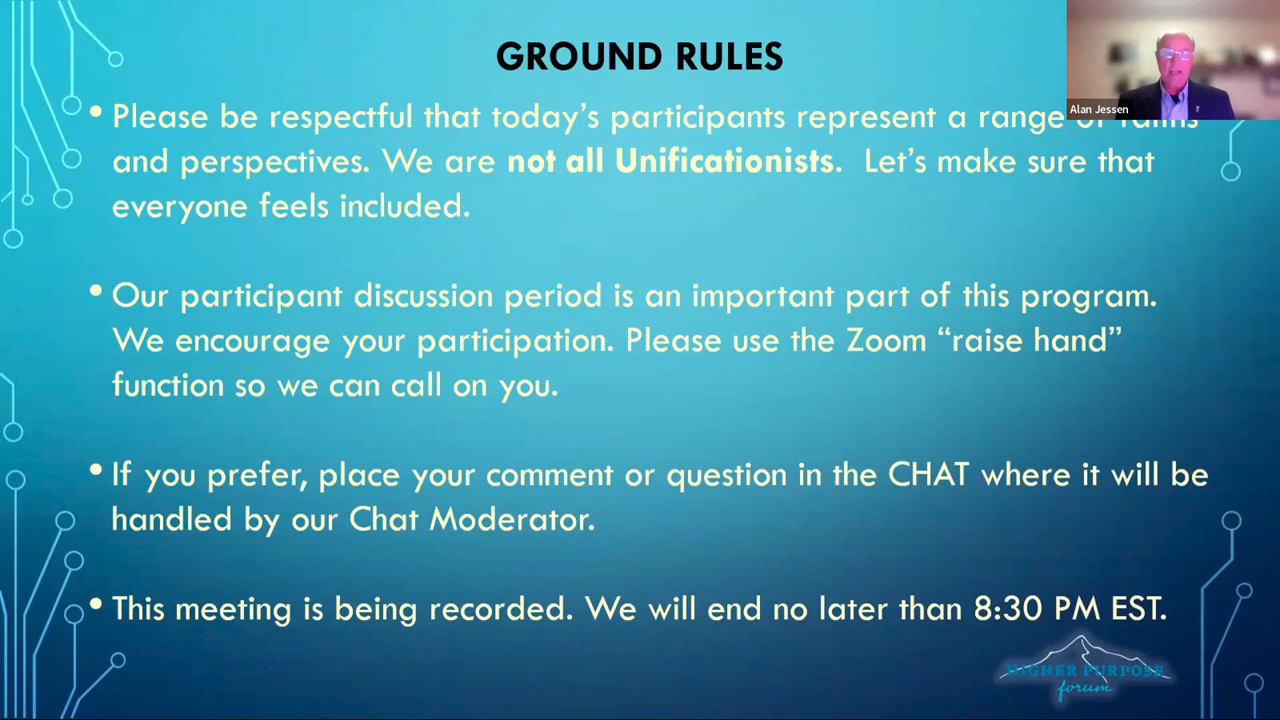 GROUND RULES
• Please be respectful that today's participants represent a range
and perspectives. We are not all Unificationists. Let's make sure that
everyone feels included.
• Our participant discussion period is an important part of this program.
We encourage your participation. Please use the Zoom “raise hand”
function so we can call on you.
• If you prefer, place your comment or question in the CHAT where it will be
handled by our Chat Moderator.
• This meeting is being recorded. We will end no later than 8:30 PM EST.
Alan Jessen
HIGHER PURPOSE
forum